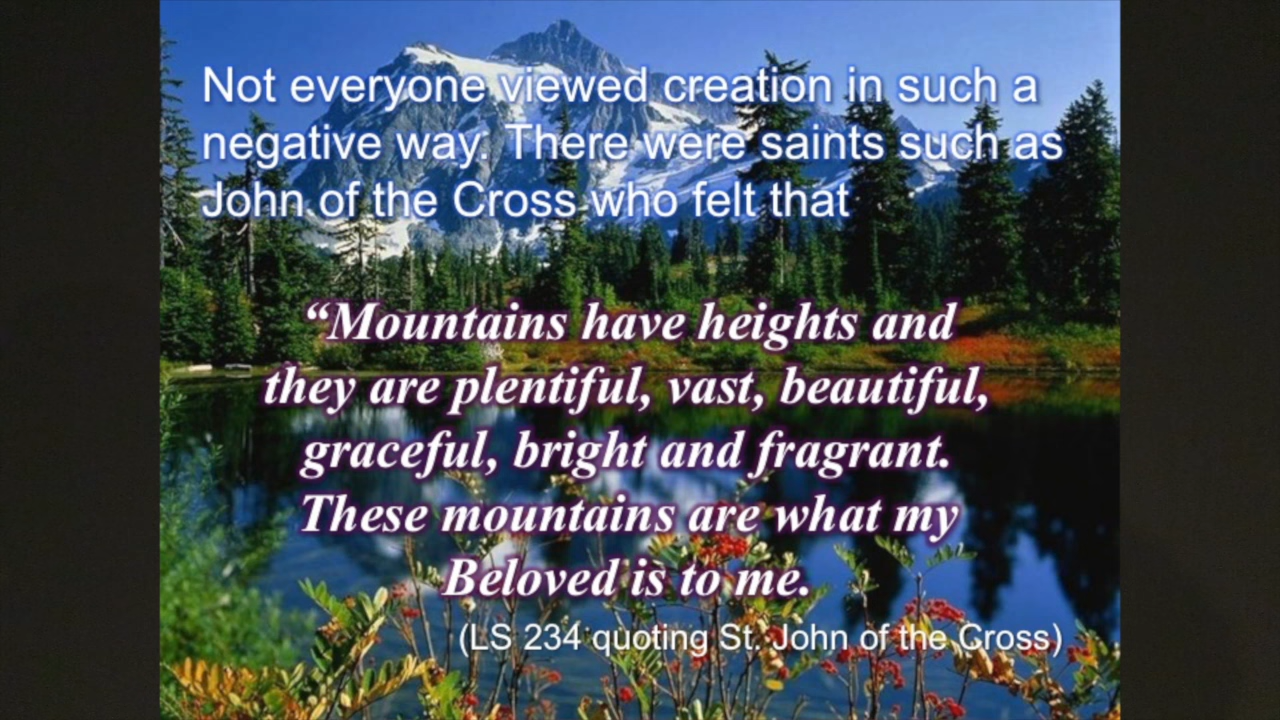 Not everyone viewed creation in such a
negative way. There were saints such as
John of the Cross who felt that
“Mountains have heights and
they are plentiful, vast, beautiful,
graceful, bright and fragrant.
These mountains are what my
Beloved is to me.
(LS 234 quoting St. John of the Cross)